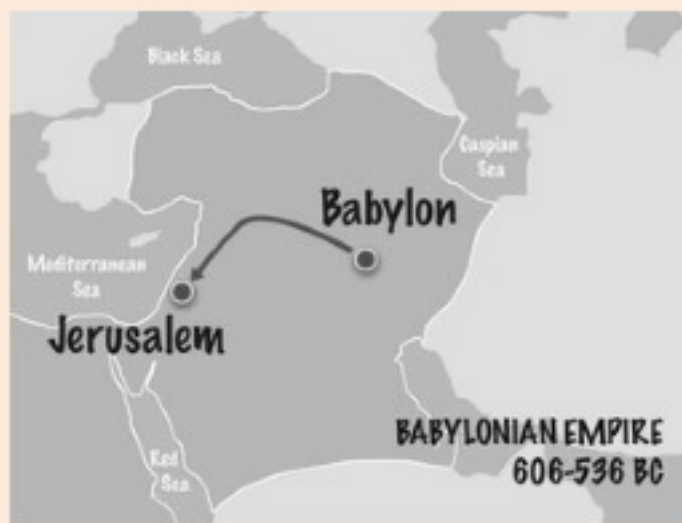 Black Sea
Caspian
Sea
Babylon
Mediterranean
Sea
Jerusalem
BABYLONIAN EMPIRE
606-536 BC
Red
Sea